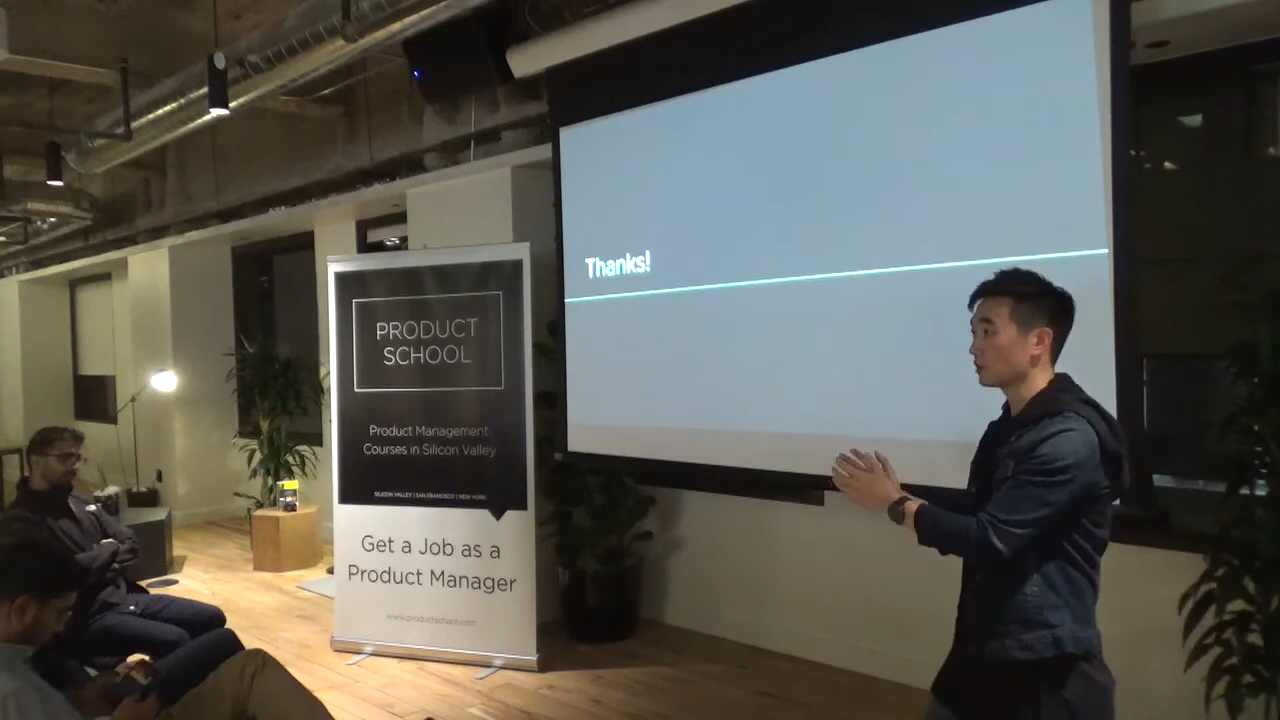 Thanks!
PRODUCT
SCHOOL
Product Management
Courses in Silicon Valley
SILICON VALLEY | SAN FRANCISCO | NEW YORK
Get a Job as a
Product Manager
www.productschool.com